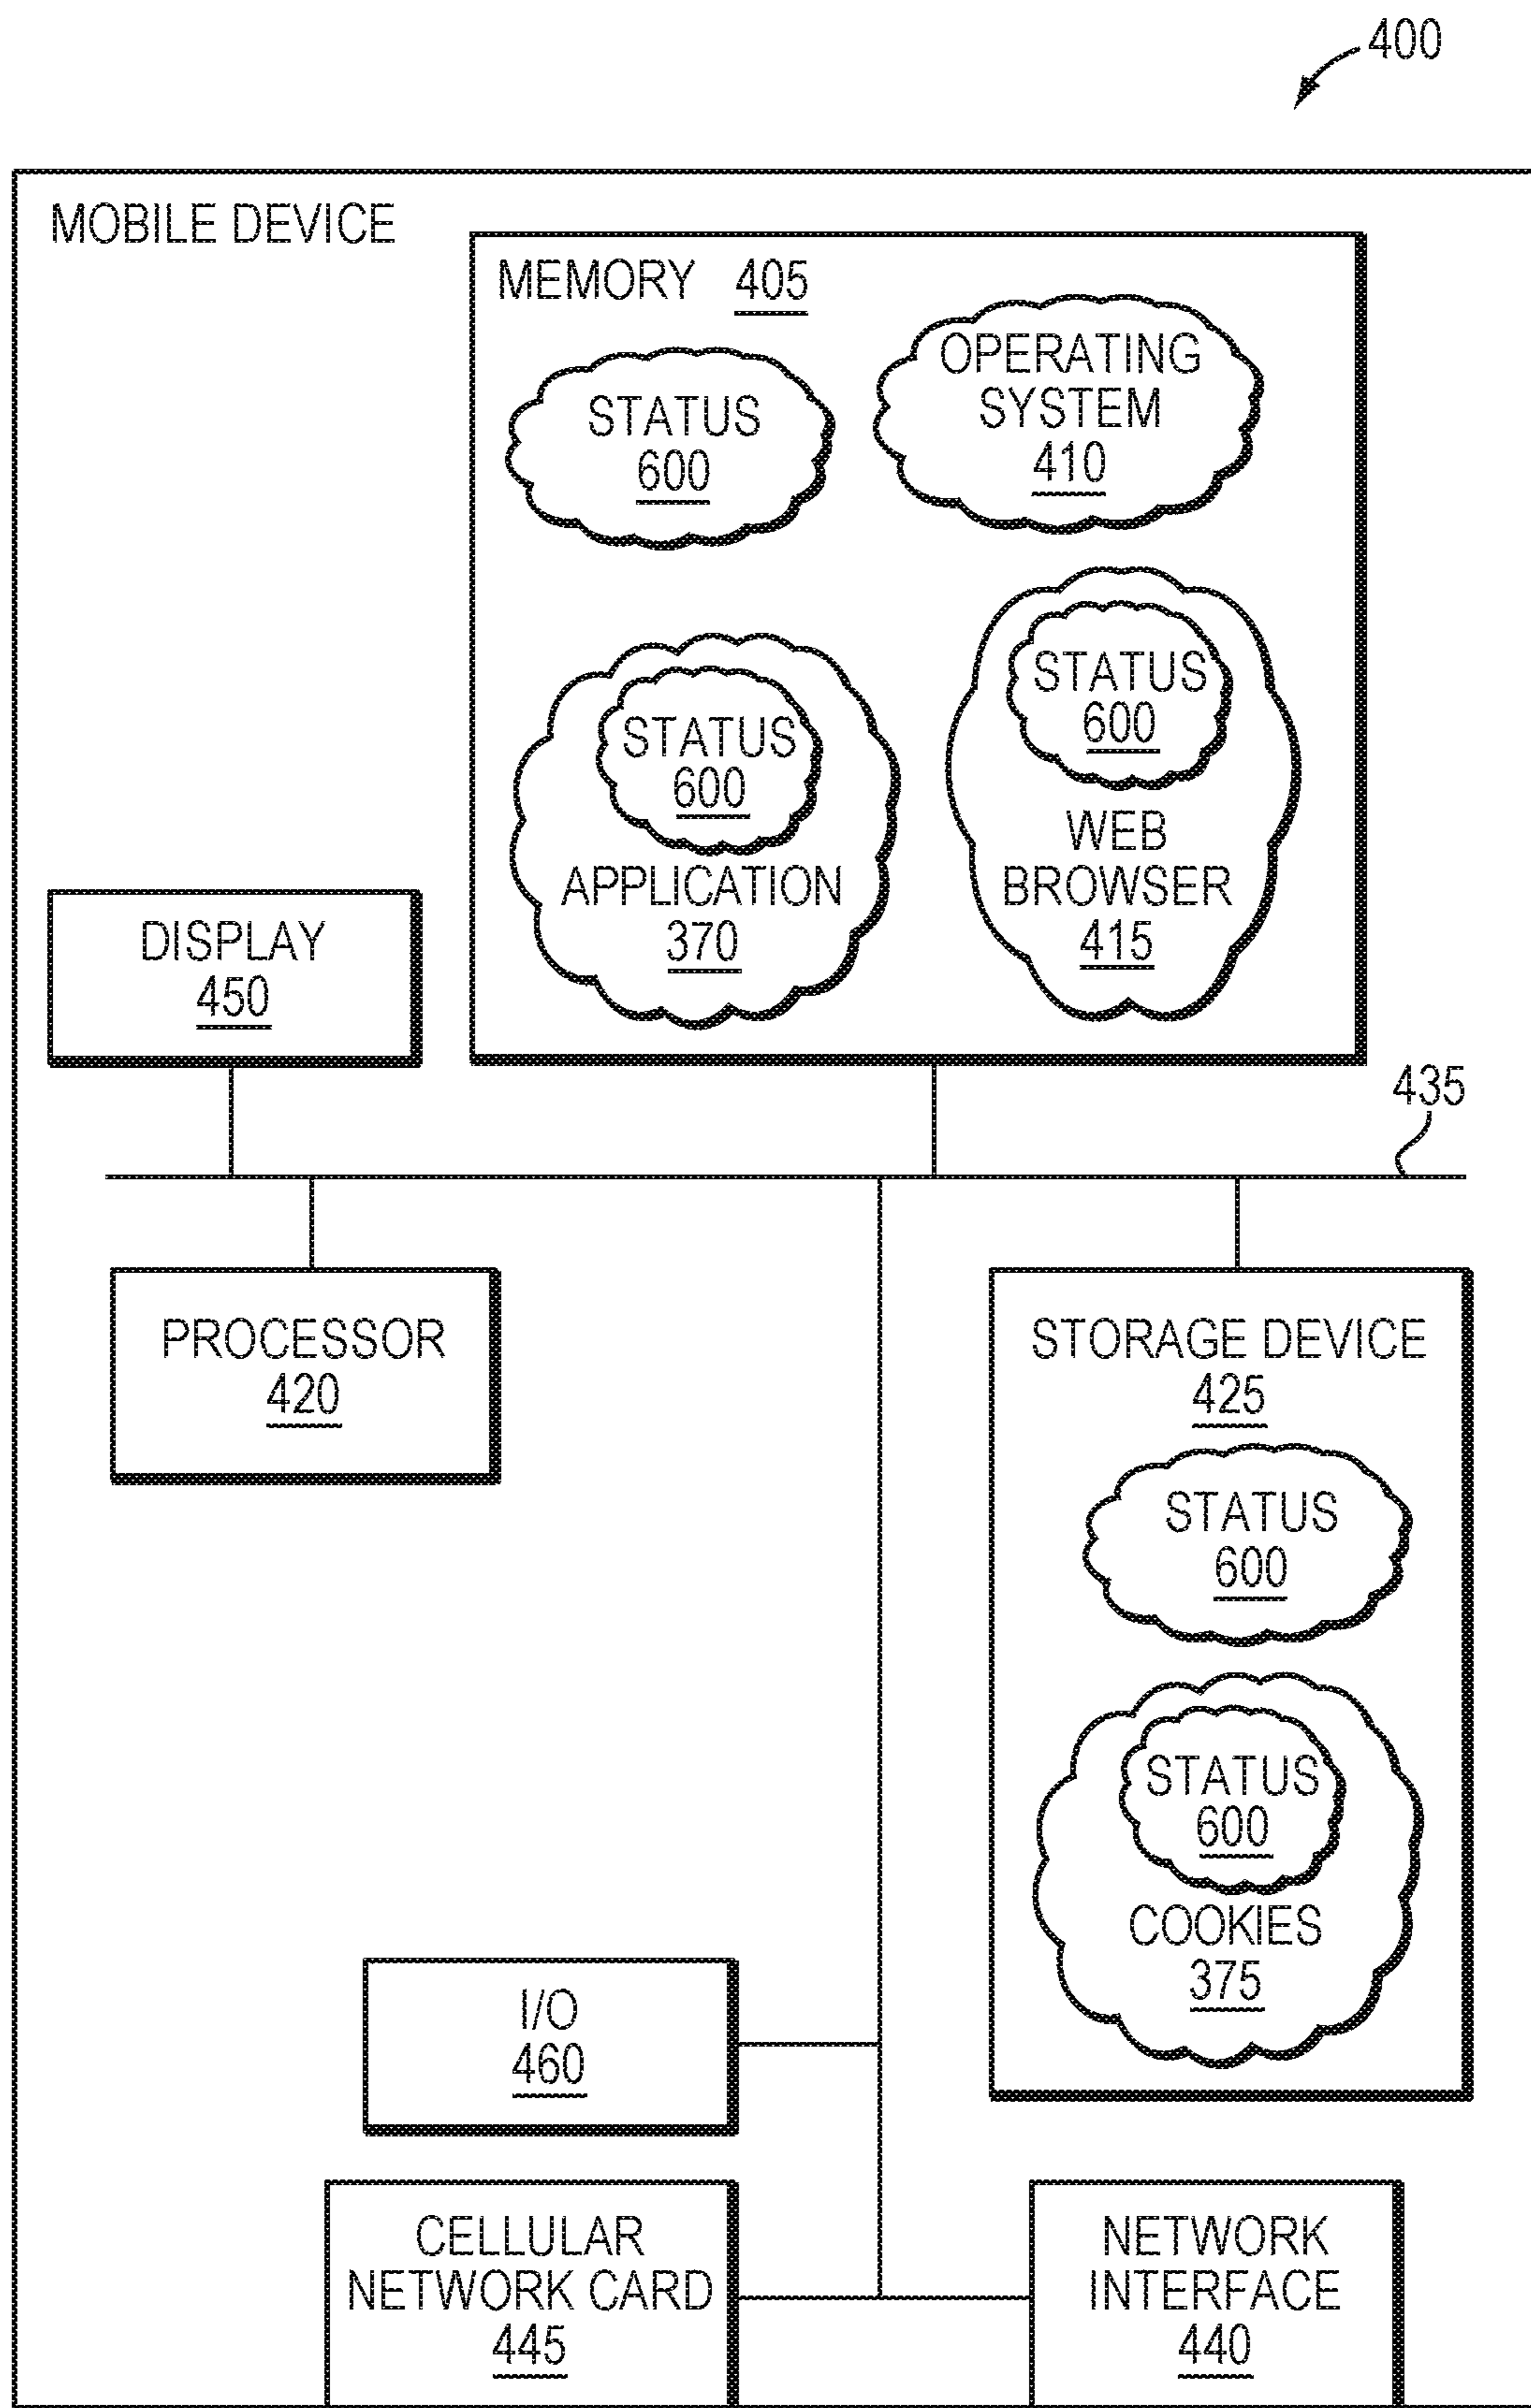 400
MOBILE DEVICE
MEMORY 405
STATUS
600
OPERATING
SYSTEM
410
STATUS
600
APPLICATION
370
STATUS
600
WEB
BROWSER
415
DISPLAY
450
435
PROCESSOR
420
STORAGE DEVICE
425
STATUS
600
STATUS
600
COOKIES
375
I/O
460
CELLULAR
NETWORK CARD
445
NETWORK
INTERFACE
440